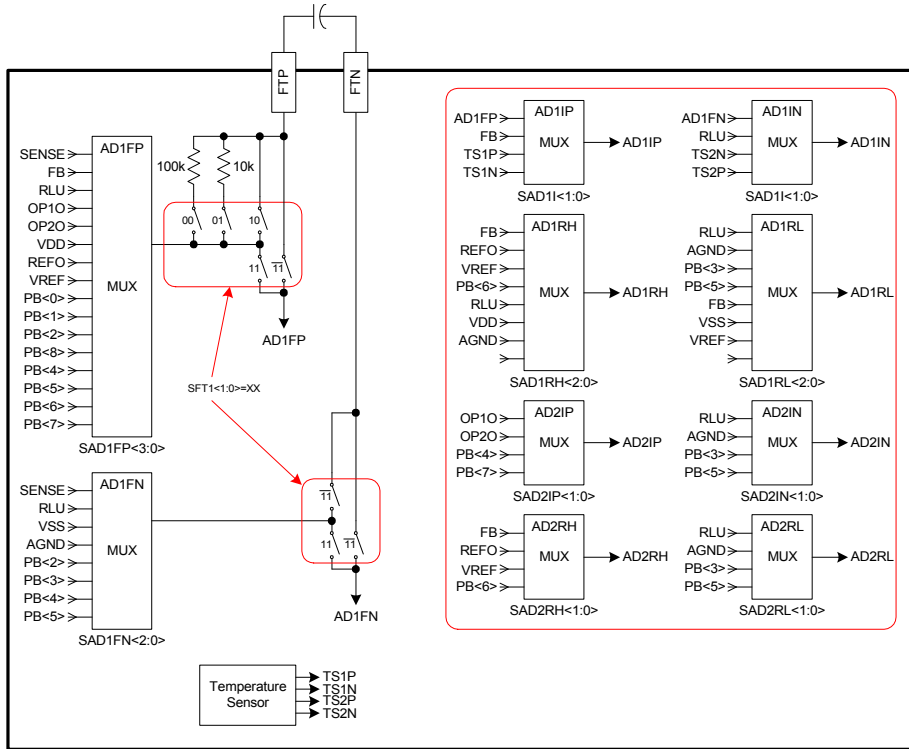 FTP
FTN
AD1FP
SENSE
FB
RLU
OP1O
OP2O
VDD
REFO
VREF
PB<0>
PB<1>
PB<2>
PB<8>
PB<4>
PB<5>
PB<6>
PB<7>
MUX
SAD1FP<3:0>
100k
10k
00
01
10
11
11
AD1FP
SFT1<1:0>=XX
AD1FN
SENSE
RLU
VSS
AGND
PB<2>
PB<3>
PB<4>
PB<5>
MUX
SAD1FN<2:0>
11
11
11
AD1FN
Temperature
Sensor
TS1P
TS1N
TS2P
TS2N
AD1IP
AD1FP
FB
TS1P
TS1N
MUX
AD1IP
SAD1I<1:0>
AD1IN
AD1FN
RLU
TS2N
TS2P
MUX
AD1IN
SAD1I<1:0>
AD1RH
FB
REFO
VREF
PB<6>
RLU
VDD
AGND
MUX
AD1RH
SAD1RH<2:0>
AD1RL
RLU
AGND
PB<3>
PB<5>
FB
VSS
VREF
MUX
AD1RL
SAD1RL<2:0>
AD2IP
OP1O
OP2O
PB<4>
PB<7>
MUX
AD2IP
SAD2IP<1:0>
AD2IN
RLU
AGND
PB<3>
PB<5>
MUX
AD2IN
SAD2IN<1:0>
AD2RH
FB
REFO
VREF
PB<6>
MUX
AD2RH
SAD2RH<1:0>
AD2RL
RLU
AGND
PB<3>
PB<5>
MUX
AD2RL
SAD2RL<1:0>